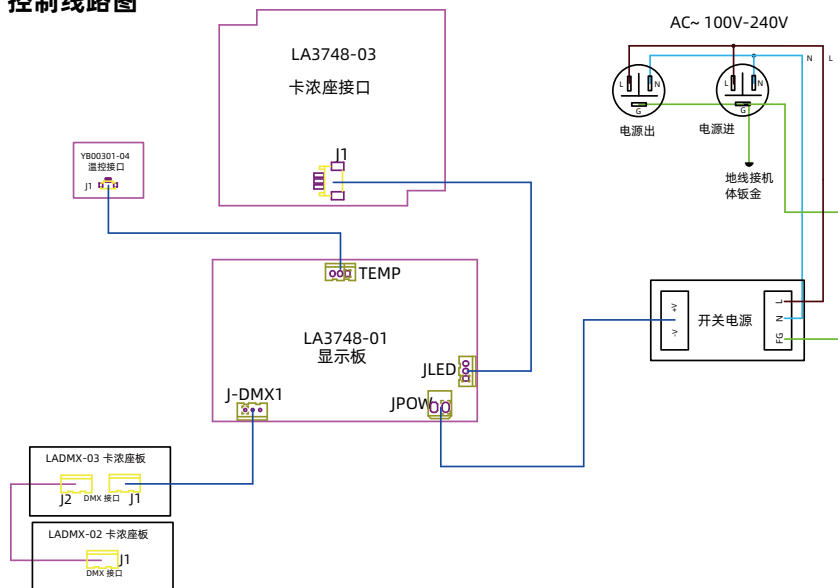 控制线路图
AC~ 100V-240V
LA3748-03
卡浓座接口
J1
N
L
L
N
G
L
N
G
电源出
电源进
YB00301-04
温控接口
J1
地线接机
体钣金
TEMP
LA3748-01
显示板
JLED
JPOW
J-DMX1
+V
-V
开关电源
L
N
FG
LADMX-03 卡浓座板
J2
DMX 接口
J1
LADMX-02 卡浓座板
J1
DMX 接口